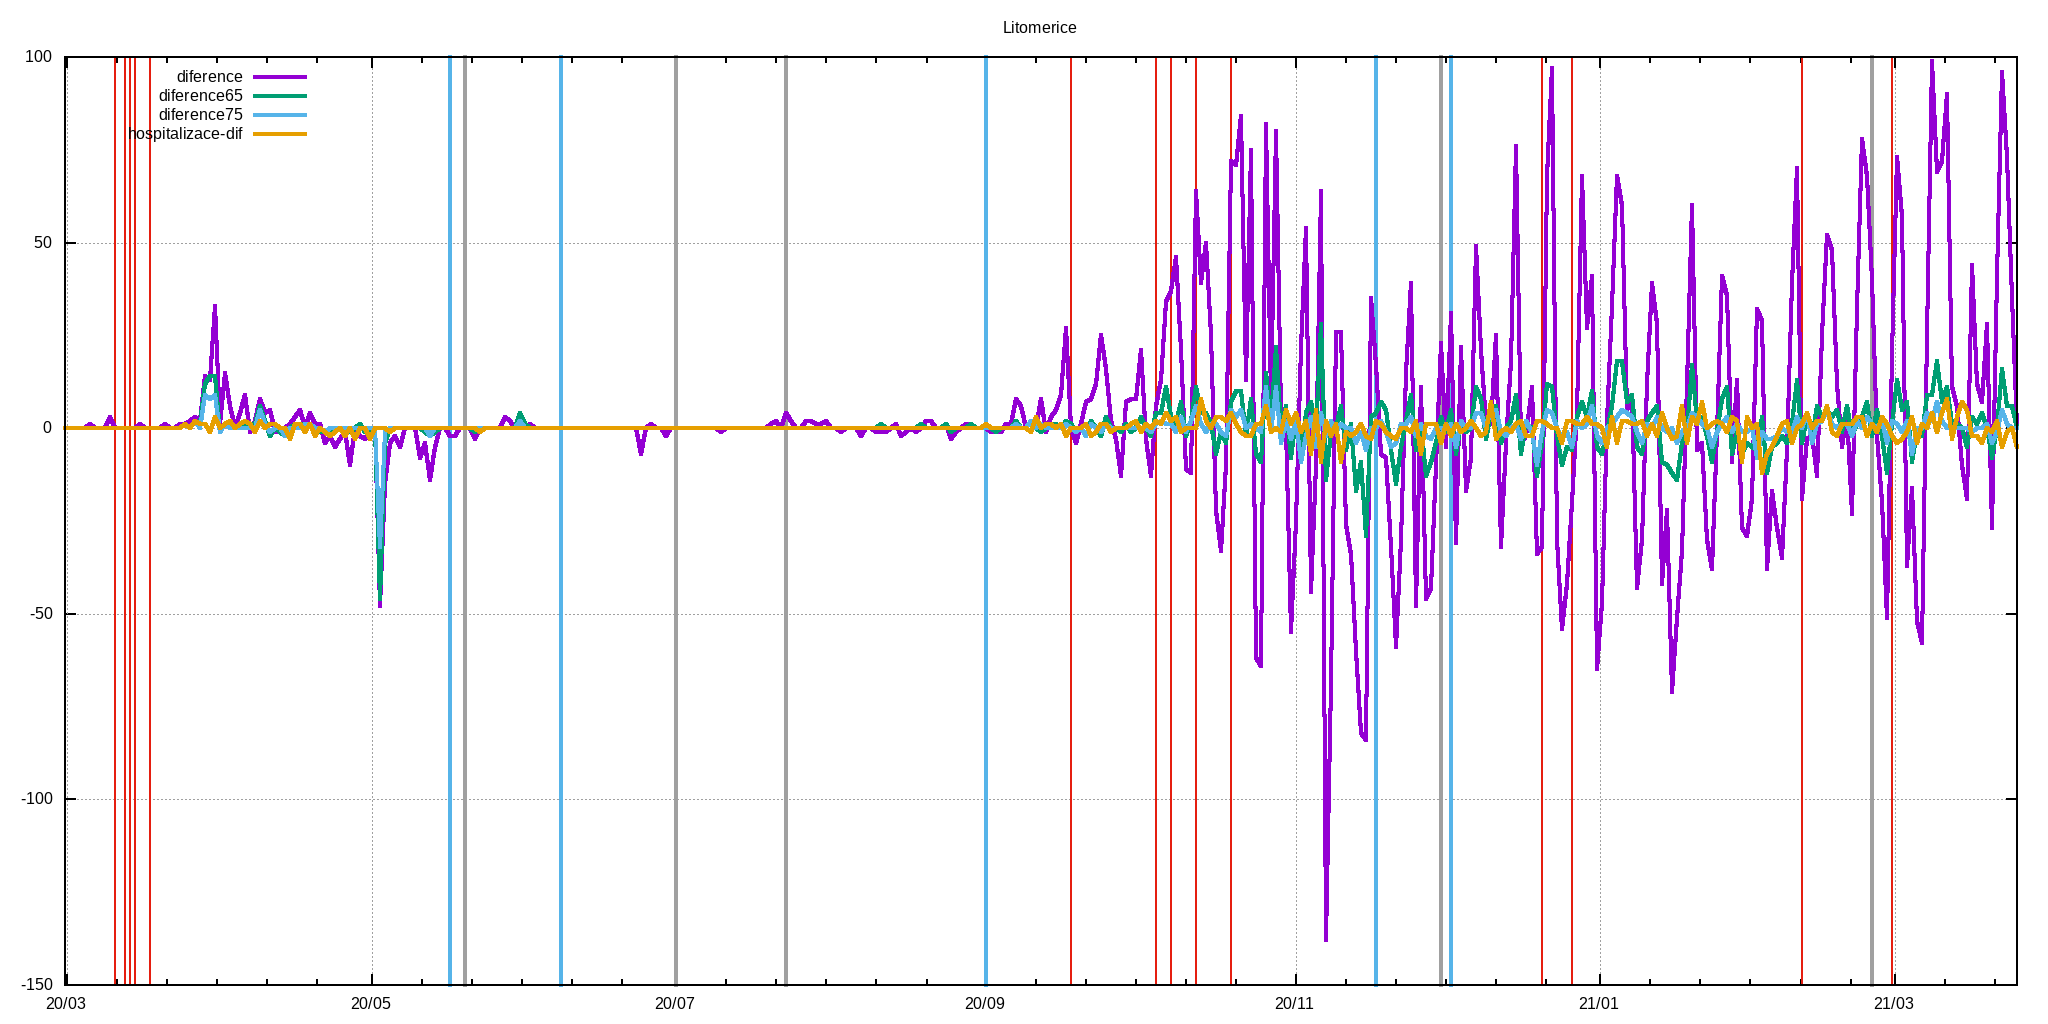 Litomerice
100
diference
diference65
diference75
hospitalizace-dif
50
0
-50
-100
-150
20/03 20/05 20/07 20/09 20/11 21/01 21/03